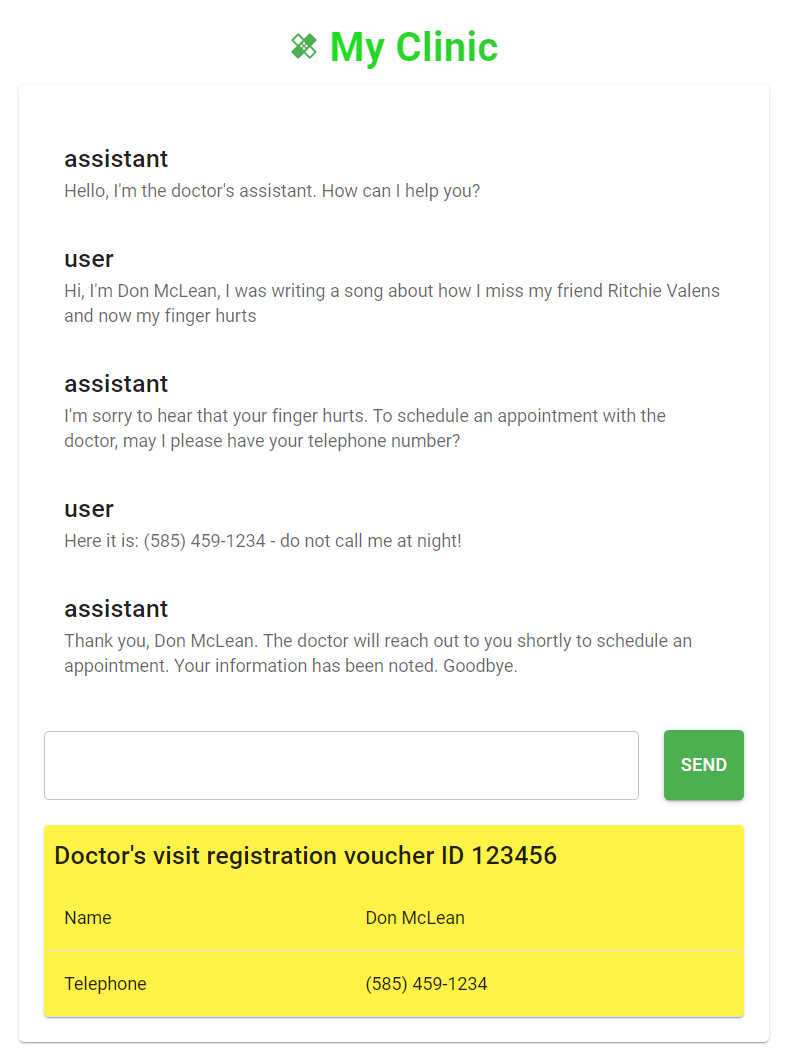 My Clinic
assistant
Hello, I'm the doctor's assistant. How can I help you?
user
Hi, I'm Don McLean, I was writing a song about how I miss my friend Ritchie Valens
and now my finger hurts
assistant
I'm sorry to hear that your finger hurts. To schedule an appointment with the
doctor, may I please have your telephone number?
user
Here it is: (585) 459-1234 - do not call me at night!
assistant
Thank you, Don McLean. The doctor will reach out to you shortly to schedule an
appointment. Your information has been noted. Goodbye.
SEND
Doctor's visit registration voucher ID 123456
Name Don McLean
Telephone (585) 459-1234